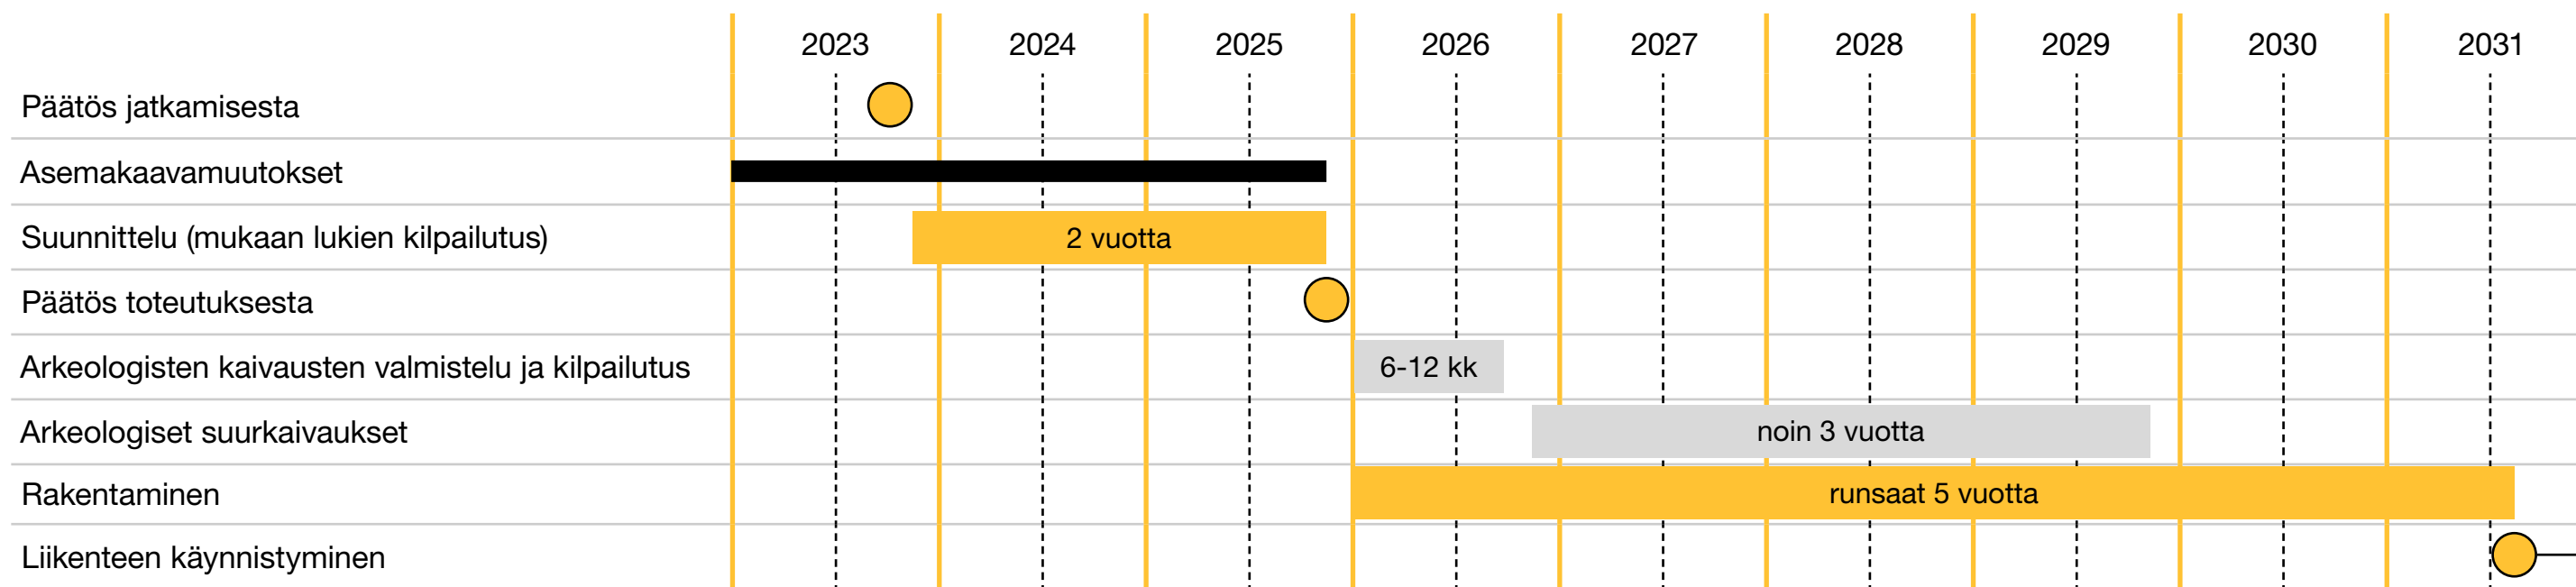 2023 2024 2025 2026 2027 2028 2029 2030 2031
Päätös jatkamisesta
Asemakaavamuutokset
Suunnittelu (mukaan lukien kilpailutus) 2 vuotta
Päätös toteutuksesta
Arkeologisten kaivausten valmistelu ja kilpailutus 6-12 kk
Arkeologiset suurkaivaukset noin 3 vuotta
Rakentaminen runsaat 5 vuotta
Liikenteen käynnistyminen